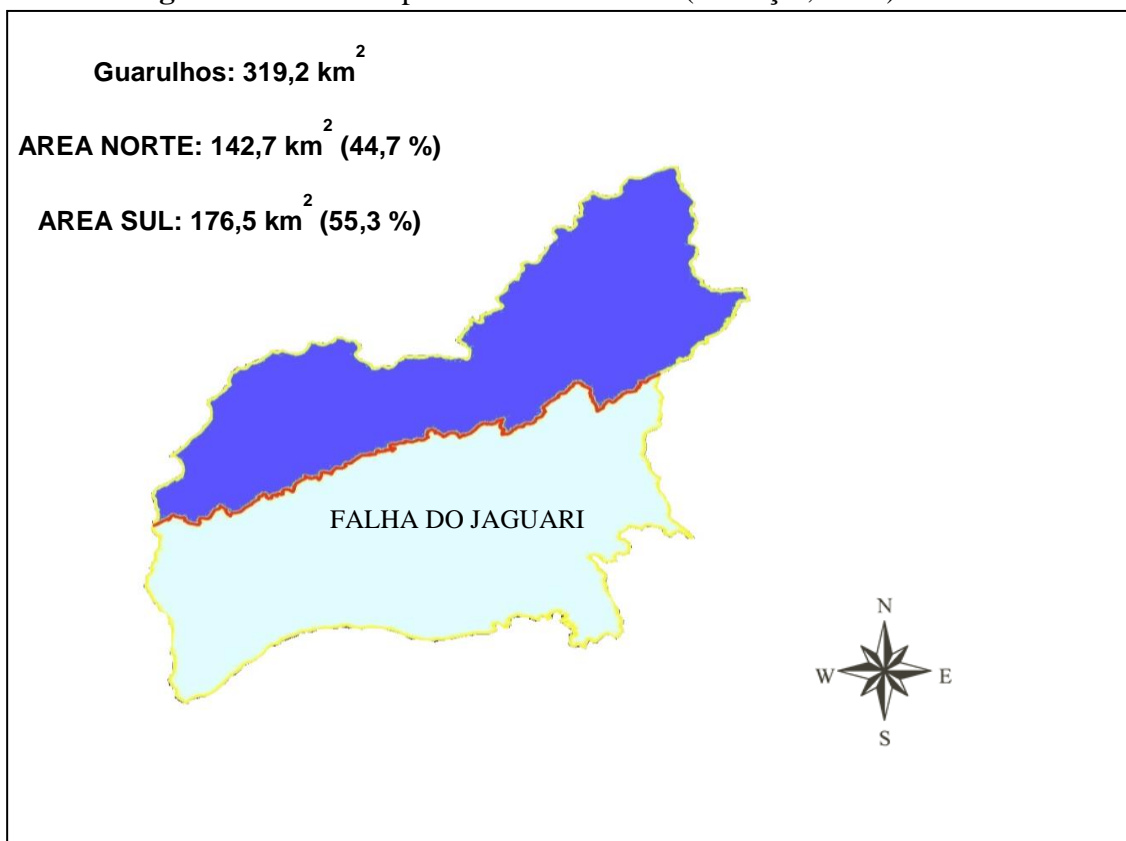 Guarulhos: 319,2 km²
AREA NORTE: 142,7 km² (44,7 %)
AREA SUL: 176,5 km² (55,3 %)
FALHA DO JAGUARI
N
W E
S